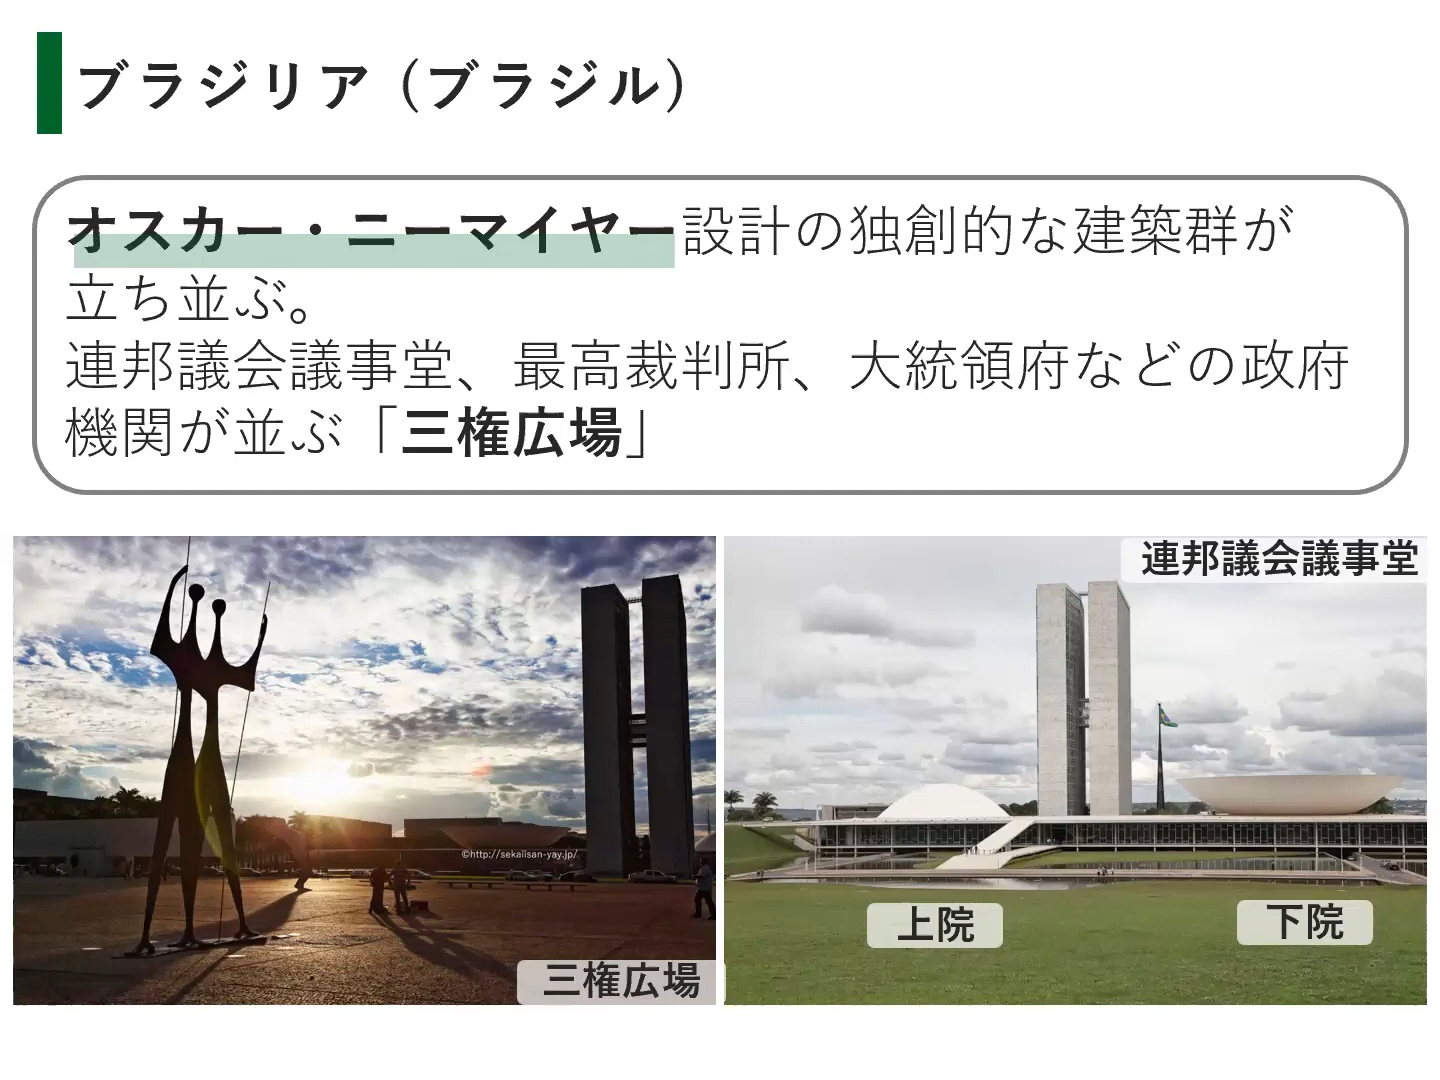 ブラジリア（ブラジル）
オスカー・ニーマイヤー設計の独創的な建築群が
立ち並ぶ。
連邦議会議事堂、最高裁判所、大統領府などの政府
機関が並ぶ「三権広場」
連邦議会議事堂
©http://sekaiisan-yay.jp/
上院
下院
三権広場